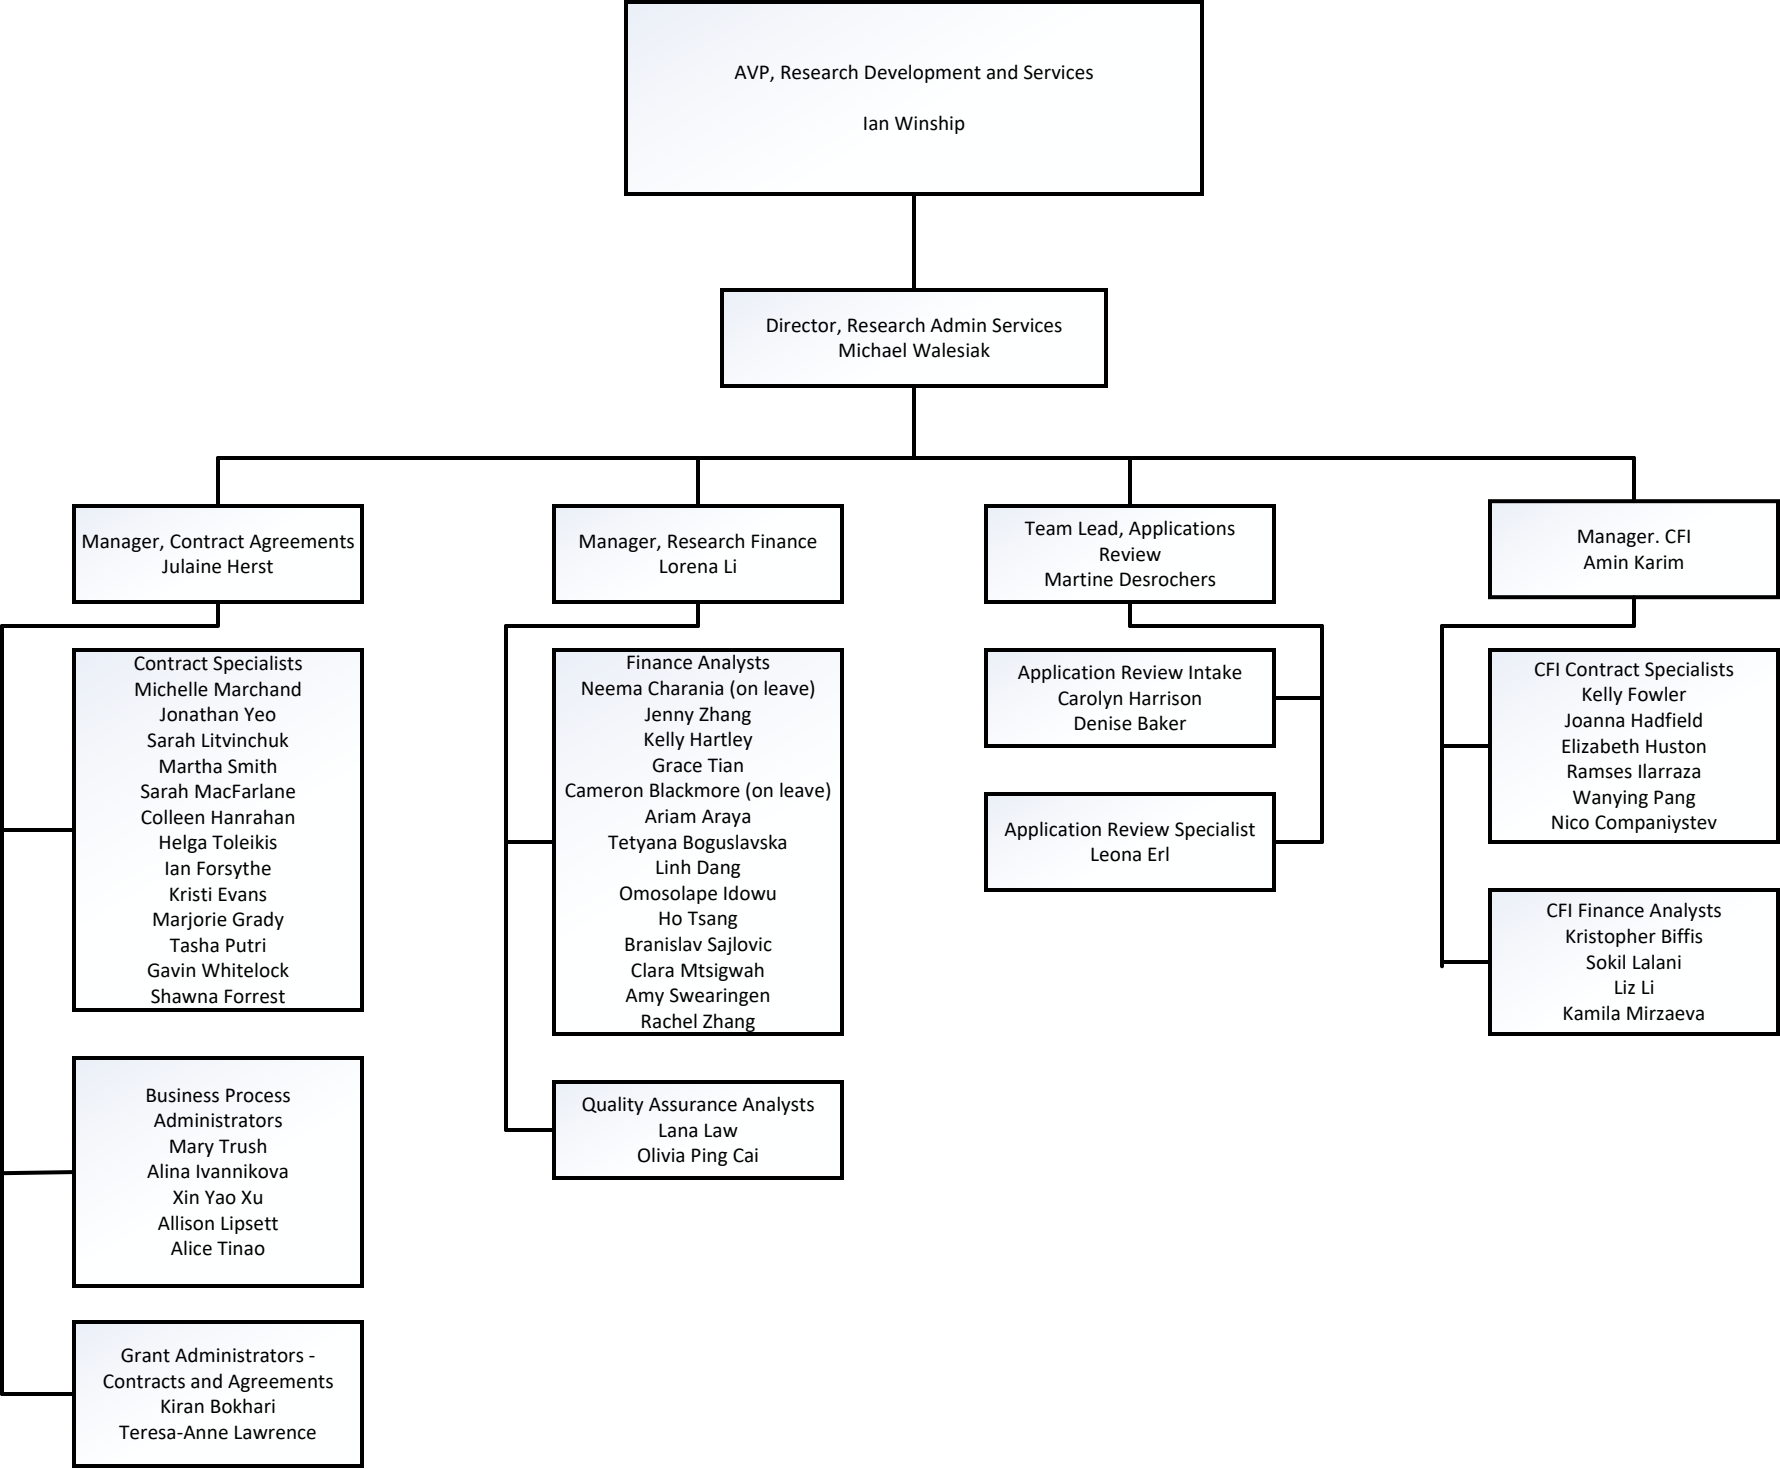 AVP, Research Development and Services
Ian Winship
Director, Research Admin Services
Michael Walesiak
Manager, Contract Agreements
Julaine Herst
Contract Specialists
Michelle Marchand
Jonathan Yeo
Sarah Litvinchuk
Martha Smith
Sarah MacFarlane
Colleen Hanrahan
Helga Toleikis
Ian Forsythe
Kristi Evans
Marjorie Grady
Tasha Putri
Gavin Whitelock
Shawna Forrest
Business Process
Administrators
Mary Trush
Alina Ivannikova
Xin Yao Xu
Allison Lipsett
Alice Tinao
Grant Administrators -
Contracts and Agreements
Kiran Bokhari
Teresa-Anne Lawrence
Manager, Research Finance
Lorena Li
Finance Analysts
Neema Charania (on leave)
Jenny Zhang
Kelly Hartley
Grace Tian
Cameron Blackmore (on leave)
Ariam Araya
Tetyana Boguslavska
Linh Dang
Omosolape Idowu
Ho Tsang
Branislav Sajlovic
Clara Mtsigwah
Amy Swearingen
Rachel Zhang
Quality Assurance Analysts
Lana Law
Olivia Ping Cai
Team Lead, Applications
Review
Martine Desrochers
Application Review Intake
Carolyn Harrison
Denise Baker
Application Review Specialist
Leona Erl
Manager. CFI
Amin Karim
CFI Contract Specialists
Kelly Fowler
Joanna Hadfield
Elizabeth Huston
Ramses Ilarraza
Wanying Pang
Nico Companiystev
CFI Finance Analysts
Kristopher Biffis
Sokil Lalani
Liz Li
Kamila Mirzaeva